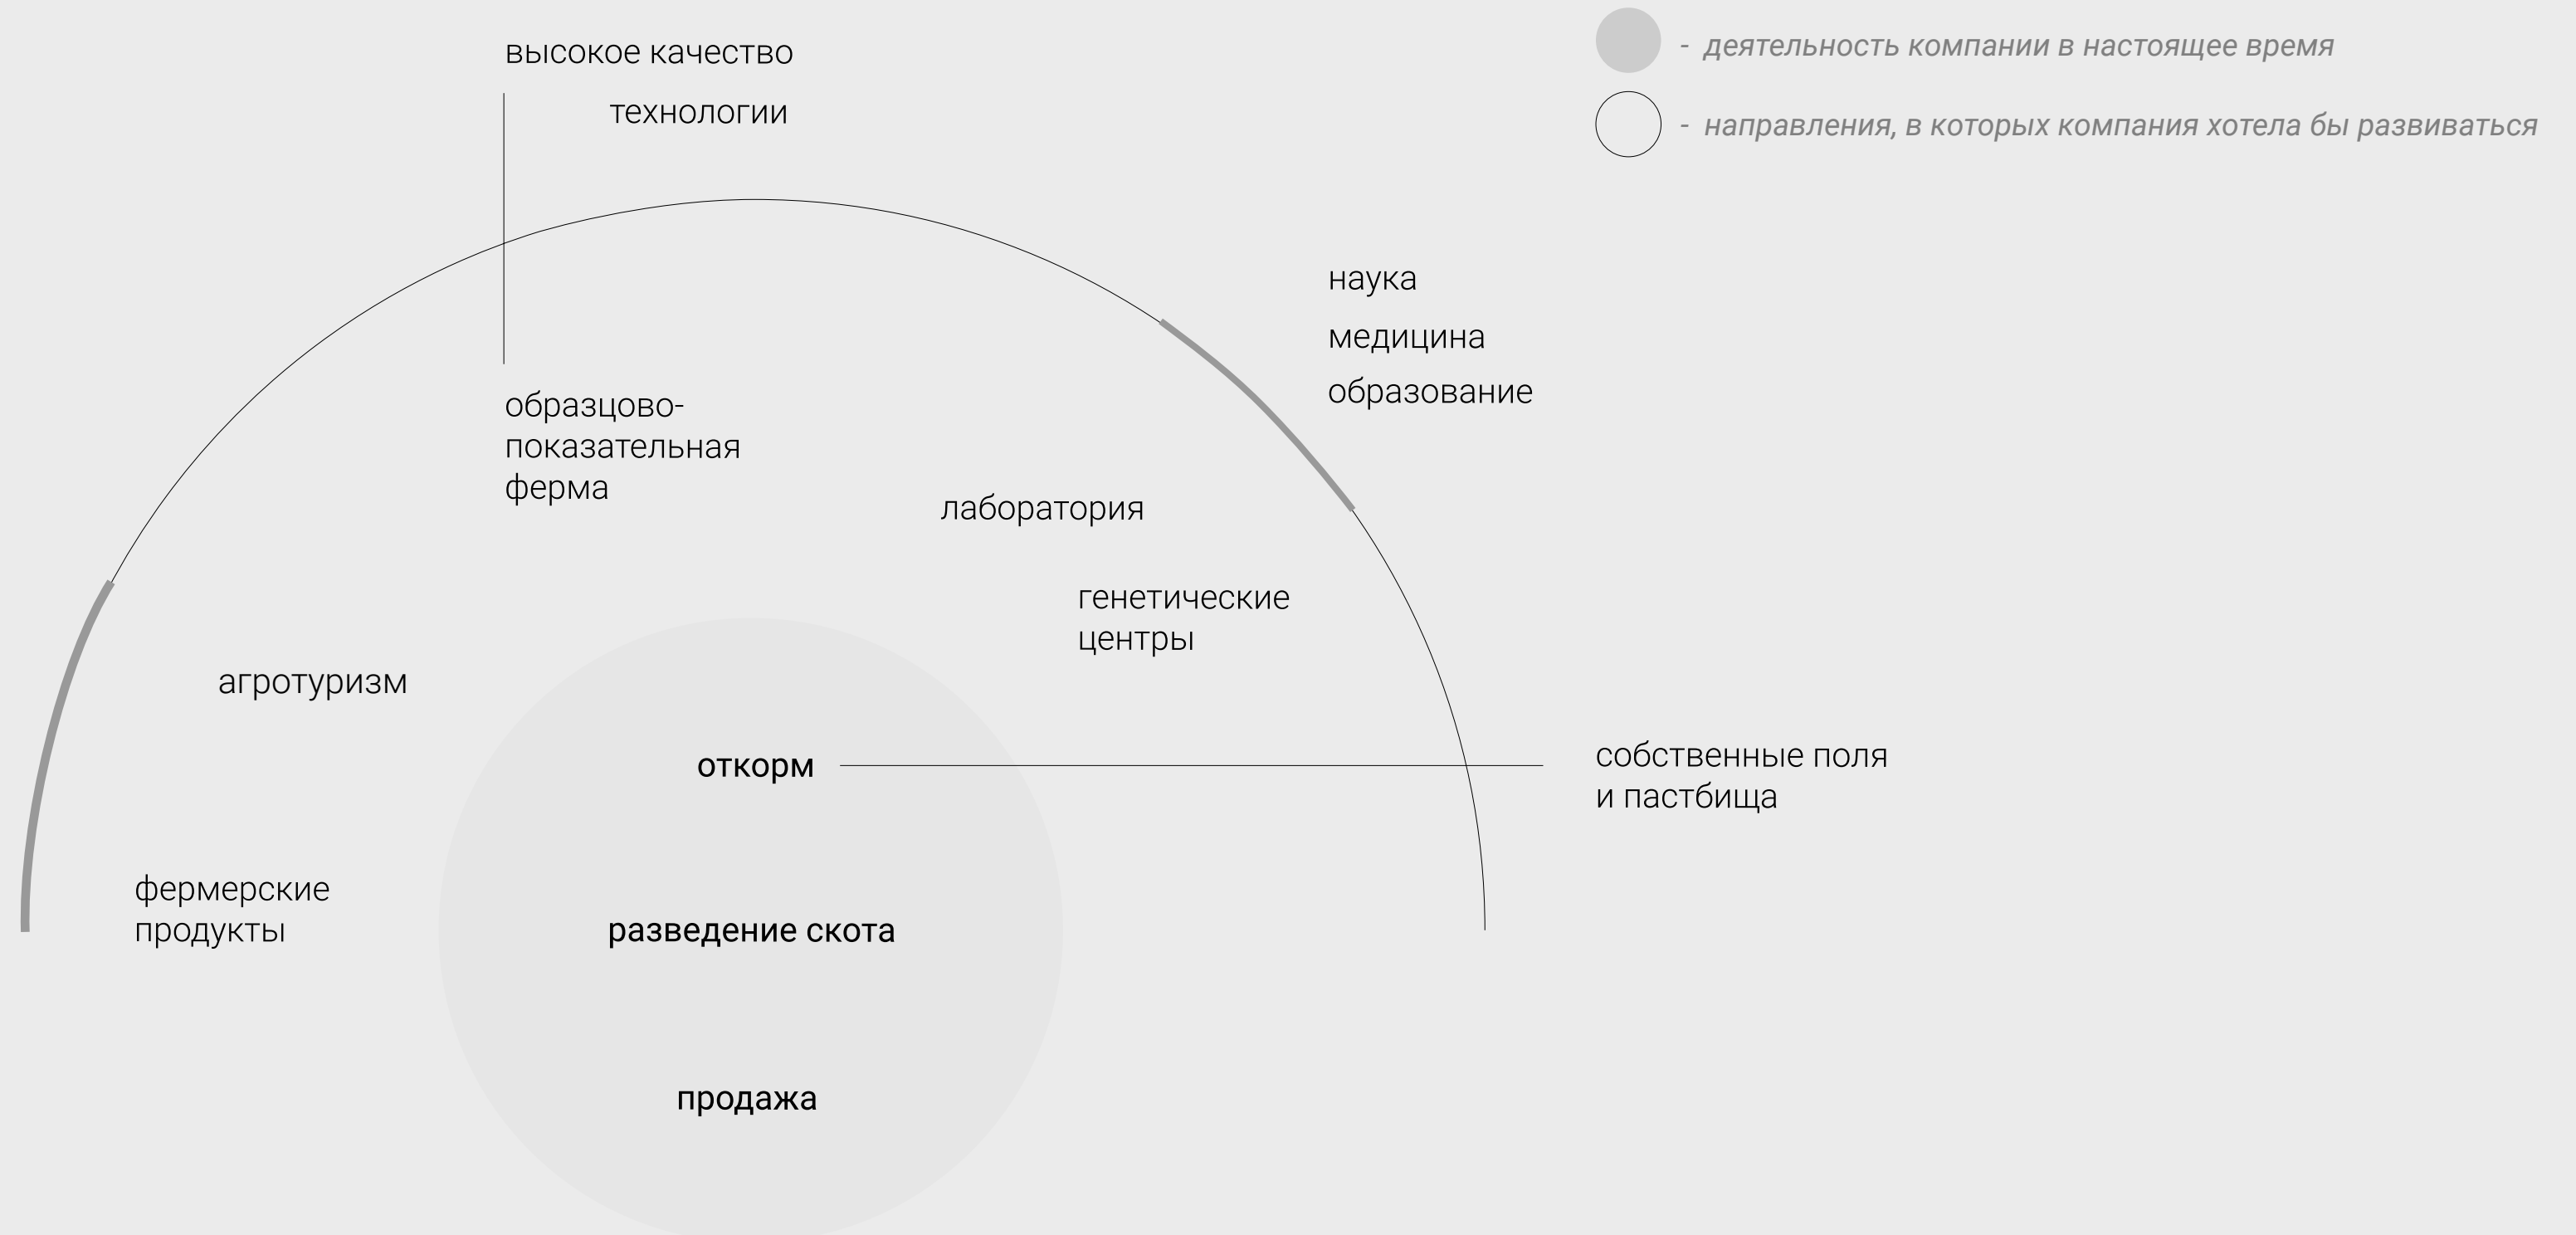 высокое качество
технологии
- деятельность компании в настоящее время
- направления, в которых компания хотела бы развиваться
наука
медицина
образование
образцово-
показательная
ферма
лаборатория
генетические
центры
агротуризм
откорм
собственные поля
и пастбища
фермерские
продукты
разведение скота
продажа